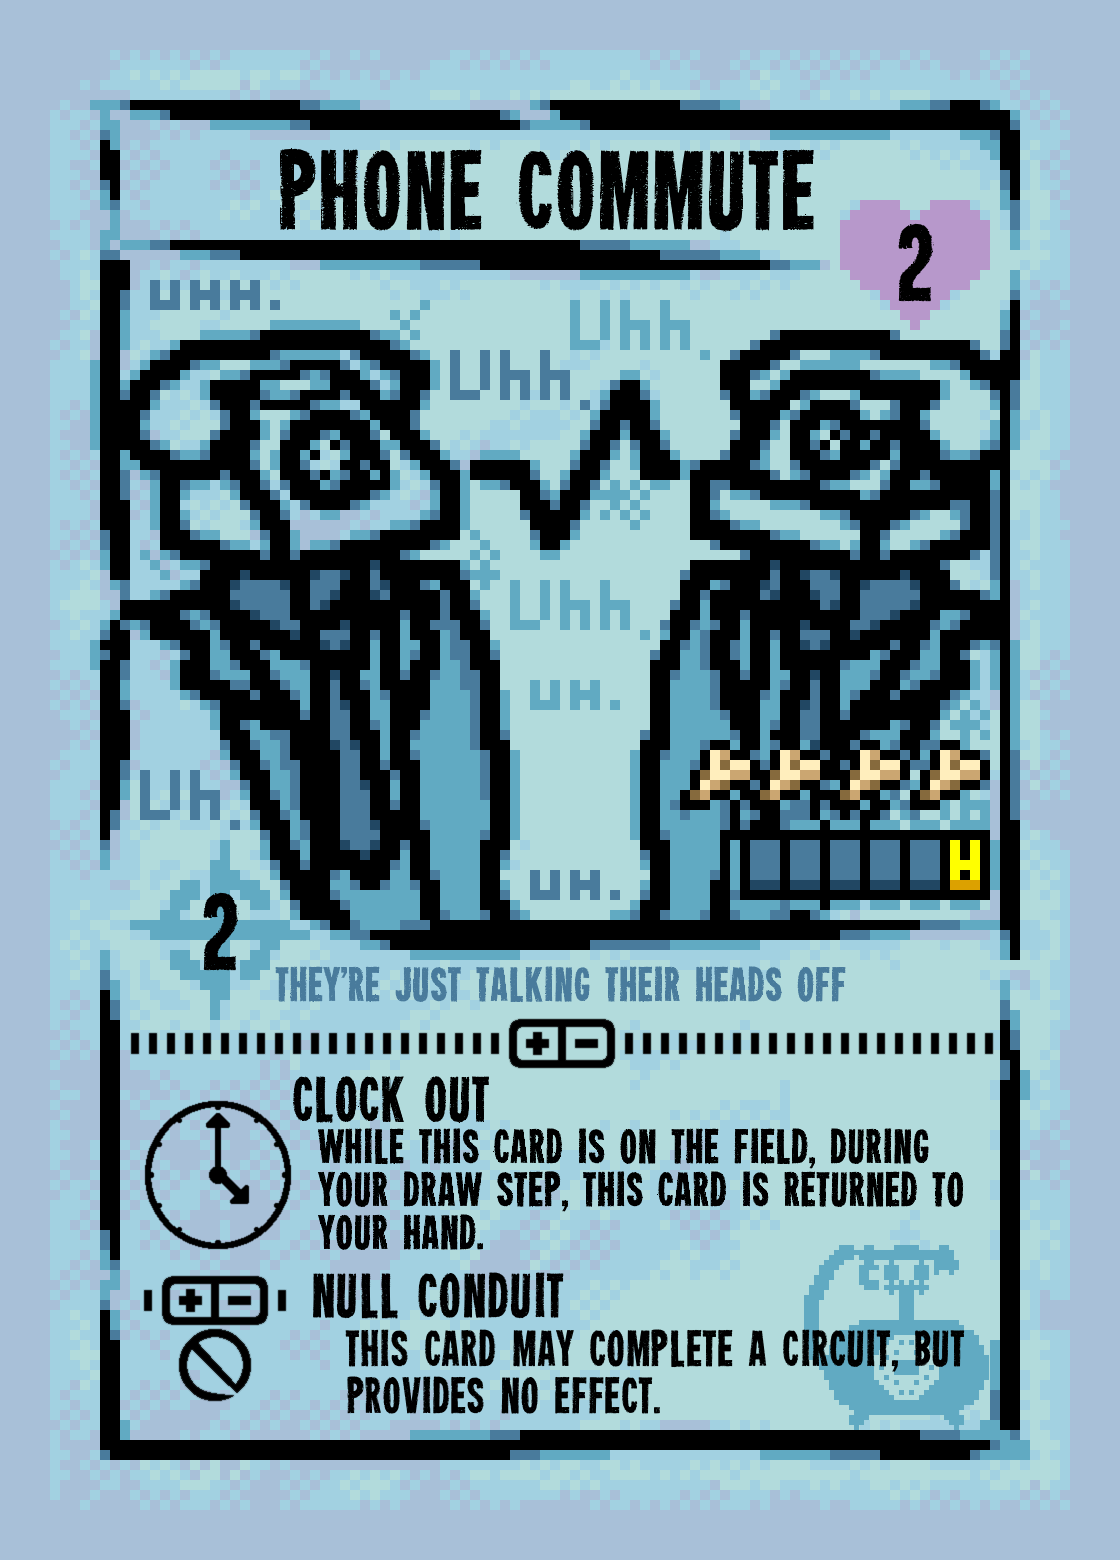 PHONE COMMUTE
2
UHH.
Uhh.
Uhh.
Uhh.
UH.
Uh.
UH.
2
THEY'RE JUST TALKING THEIR HEADS OFF
+ -
CLOCK OUT
WHILE THIS CARD IS ON THE FIELD, DURING
YOUR DRAW STEP, THIS CARD IS RETURNED TO
YOUR HAND.
+ -
NULL CONDUIT
THIS CARD MAY COMPLETE A CIRCUIT, BUT
PROVIDES NO EFFECT.